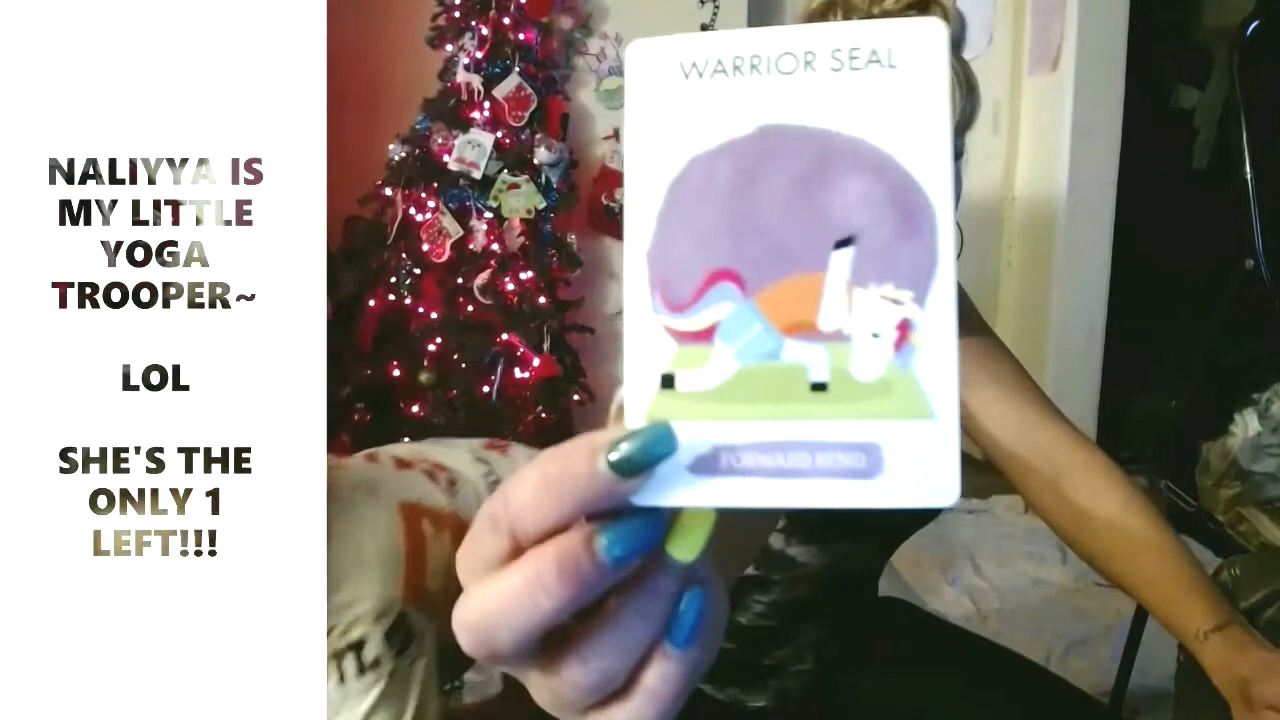 NALIYYA IS
MY LITTLE
YOGA
TROOPER~
LOL
SHE'S THE
ONLY 1
LEFT!!!
WARRIOR SEAL
FORWARD BEND